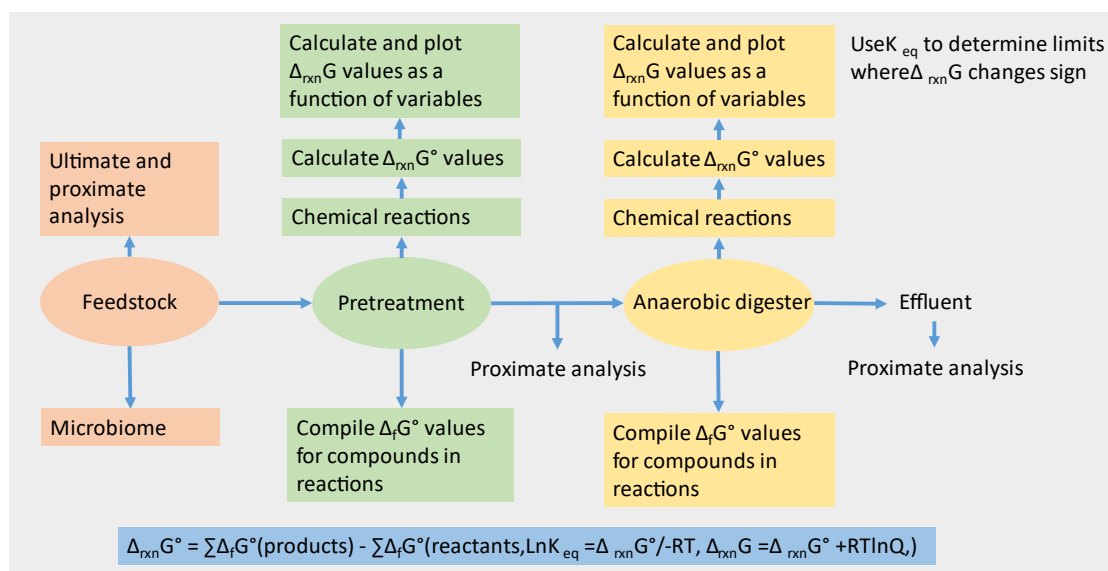 Calculate and plot
ΔrxnG values as a
function of variables
Calculate and plot
ΔrxnG values as a
function of variables
UseK eq to determine limits
whereΔ rxnG changes sign
Ultimate and
proximate
analysis
Calculate ΔrxnG° values
Calculate ΔrxnG° values
Chemical reactions
Chemical reactions
Feedstock
Pretreatment
Anaerobic digester
Effluent
Proximate analysis
Proximate analysis
Microbiome
Compile ΔfG° values
for compounds in
reactions
Compile ΔfG° values
for compounds in
reactions
ΔrxnG° = ∑ΔfG°(products) - ∑ΔfG°(reactants,LnK eq =Δ rxnG°/-RT, ΔrxnG =Δ rxnG° +RTlnQ,)